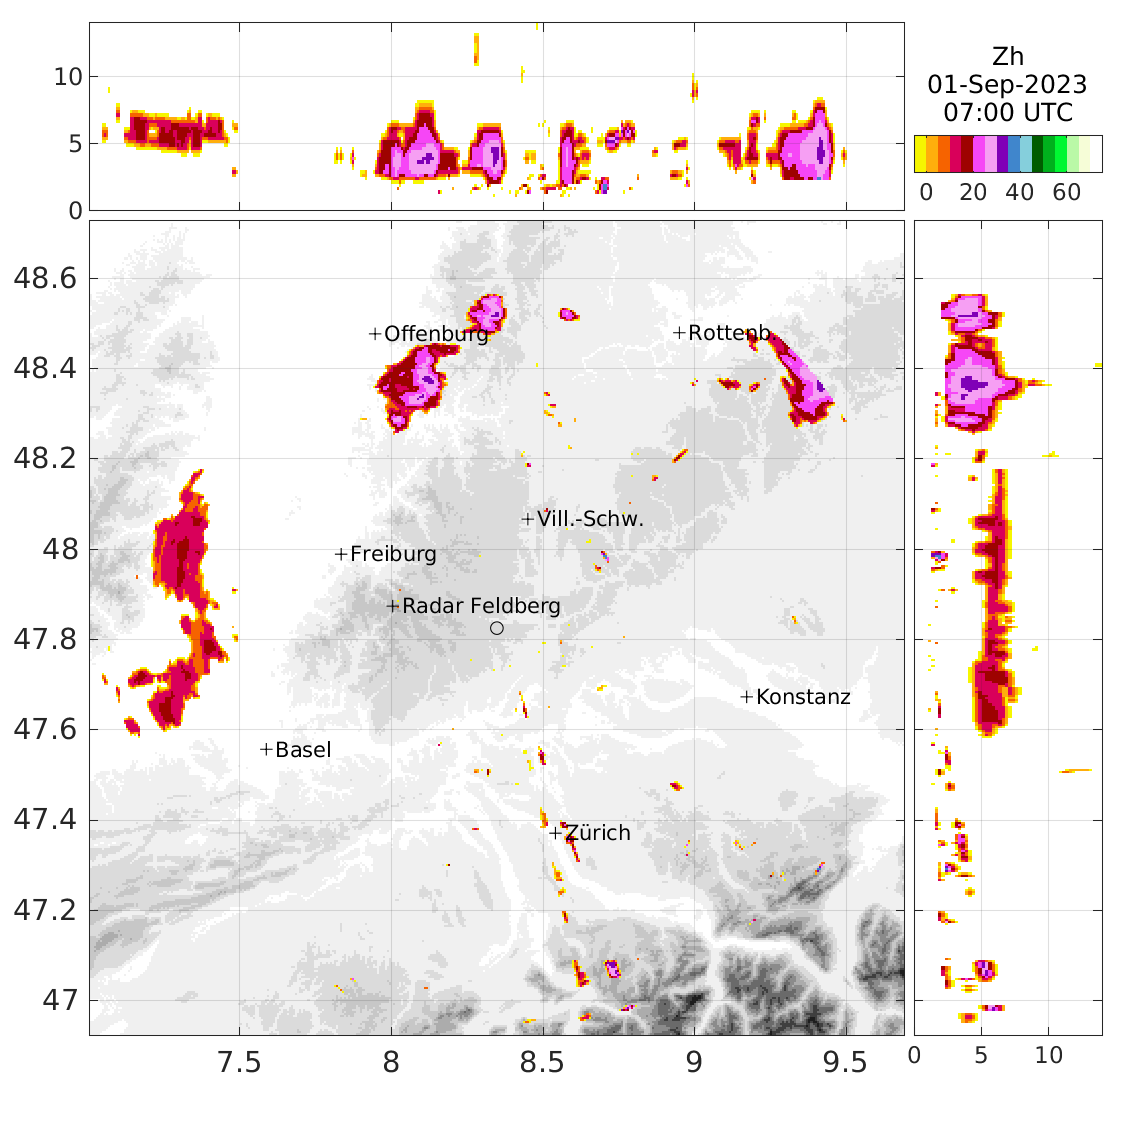 Zh
01-Sep-2023
07:00 UTC
0 20 40 60
10
5
0
48.6
48.4
48.2
48
47.8
47.6
47.4
47.2
47
+Offenburg
+Rottenb.
+Vill.-Schw.
+Freiburg
+Radar Feldberg
+Konstanz
+Basel
+Zürich
7.5 8 8.5 9 9.5
0 5 10